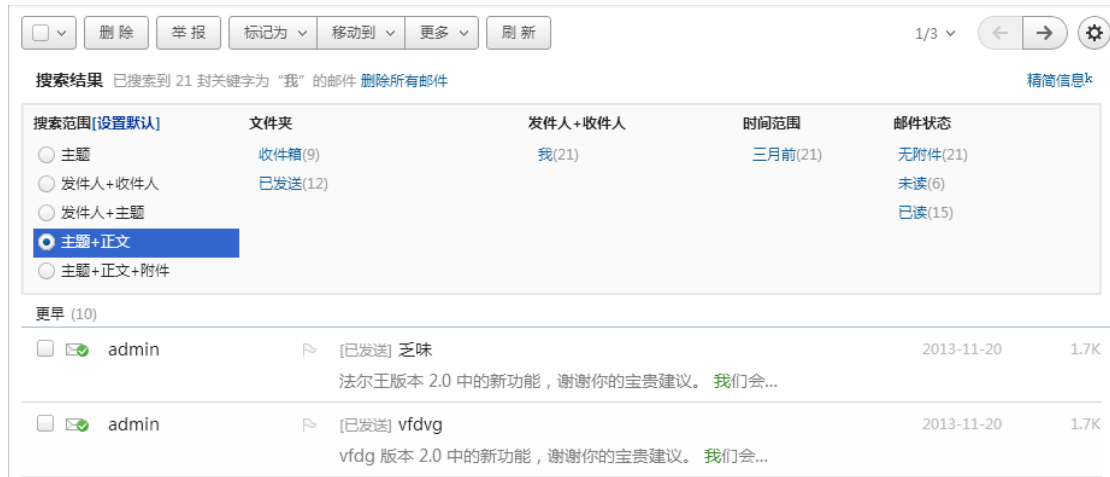 删 除 举 报 标记为 移动到 更多 刷 新 1/3
搜索结果 已搜索到 21 封关键字为“我”的邮件 删除所有邮件 精简信息k
搜索范围[设置默认] 文件夹 发件人+收件人 时间范围 邮件状态
主题 收件箱(9) 我(21) 三月前(21) 无附件(21)
发件人+收件人 已发送(12) 未读(6)
发件人+主题 已读(15)
主题+正文
主题+正文+附件
更早 (10)
admin [已发送] 乏味 2013-11-20 1.7K
法尔王版本 2.0 中的新功能，谢谢你的宝贵建议。 我们会...
admin [已发送] vfdvg 2013-11-20 1.7K
vfdg 版本 2.0 中的新功能，谢谢你的宝贵建议。 我们会...